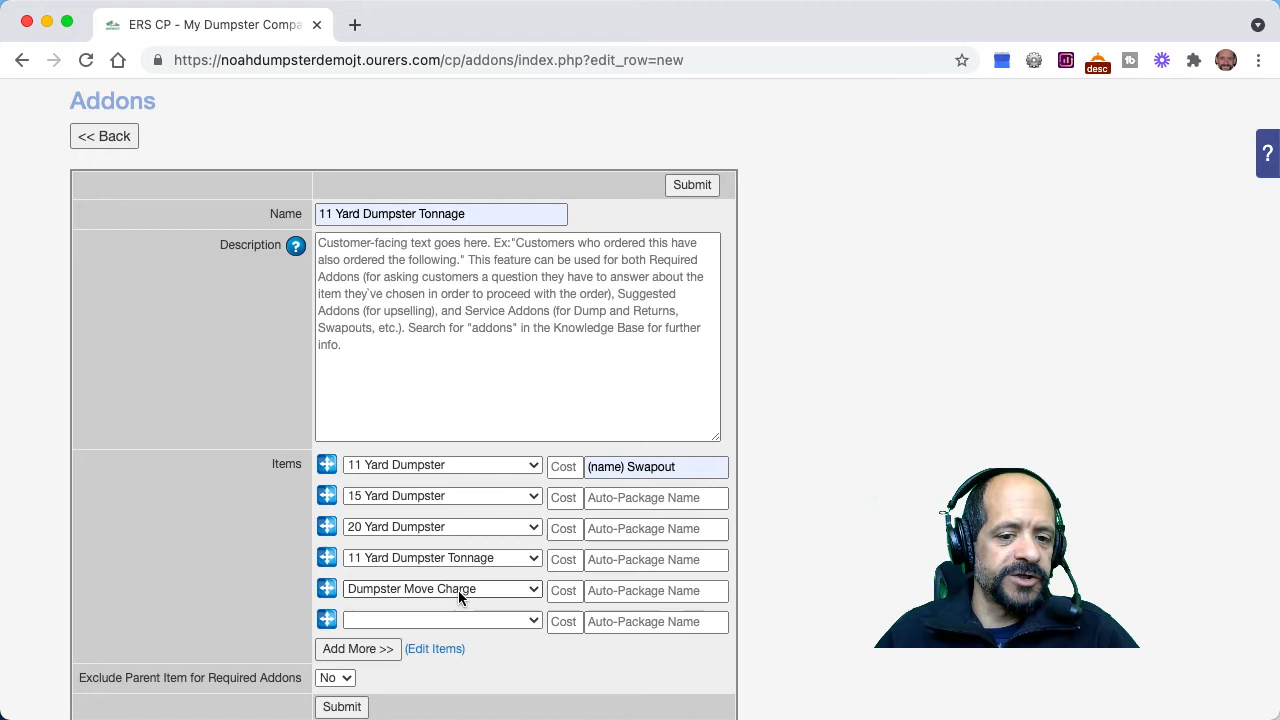 ERS CP - My Dumpster Compa
https://noahdumpsterdemojt.ourers.com/cp/addons/index.php?edit_row=new
desc
tb
Addons
<< Back
?
Submit
Name
11 Yard Dumpster Tonnage
Description ?
Customer-facing text goes here. Ex:"Customers who ordered this have
also ordered the following." This feature can be used for both Required
Addons (for asking customers a question they have to answer about the
item they`ve chosen in order to proceed with the order), Suggested
Addons (for upselling), and Service Addons (for Dump and Returns,
Swapouts, etc.). Search for "addons" in the Knowledge Base for further
info.
Items
11 Yard Dumpster Cost (name) Swapout
15 Yard Dumpster Cost Auto-Package Name
20 Yard Dumpster Cost Auto-Package Name
11 Yard Dumpster Tonnage Cost Auto-Package Name
Dumpster Move Charge Cost Auto-Package Name
Cost Auto-Package Name
Add More >> (Edit Items)
Exclude Parent Item for Required Addons No
Submit